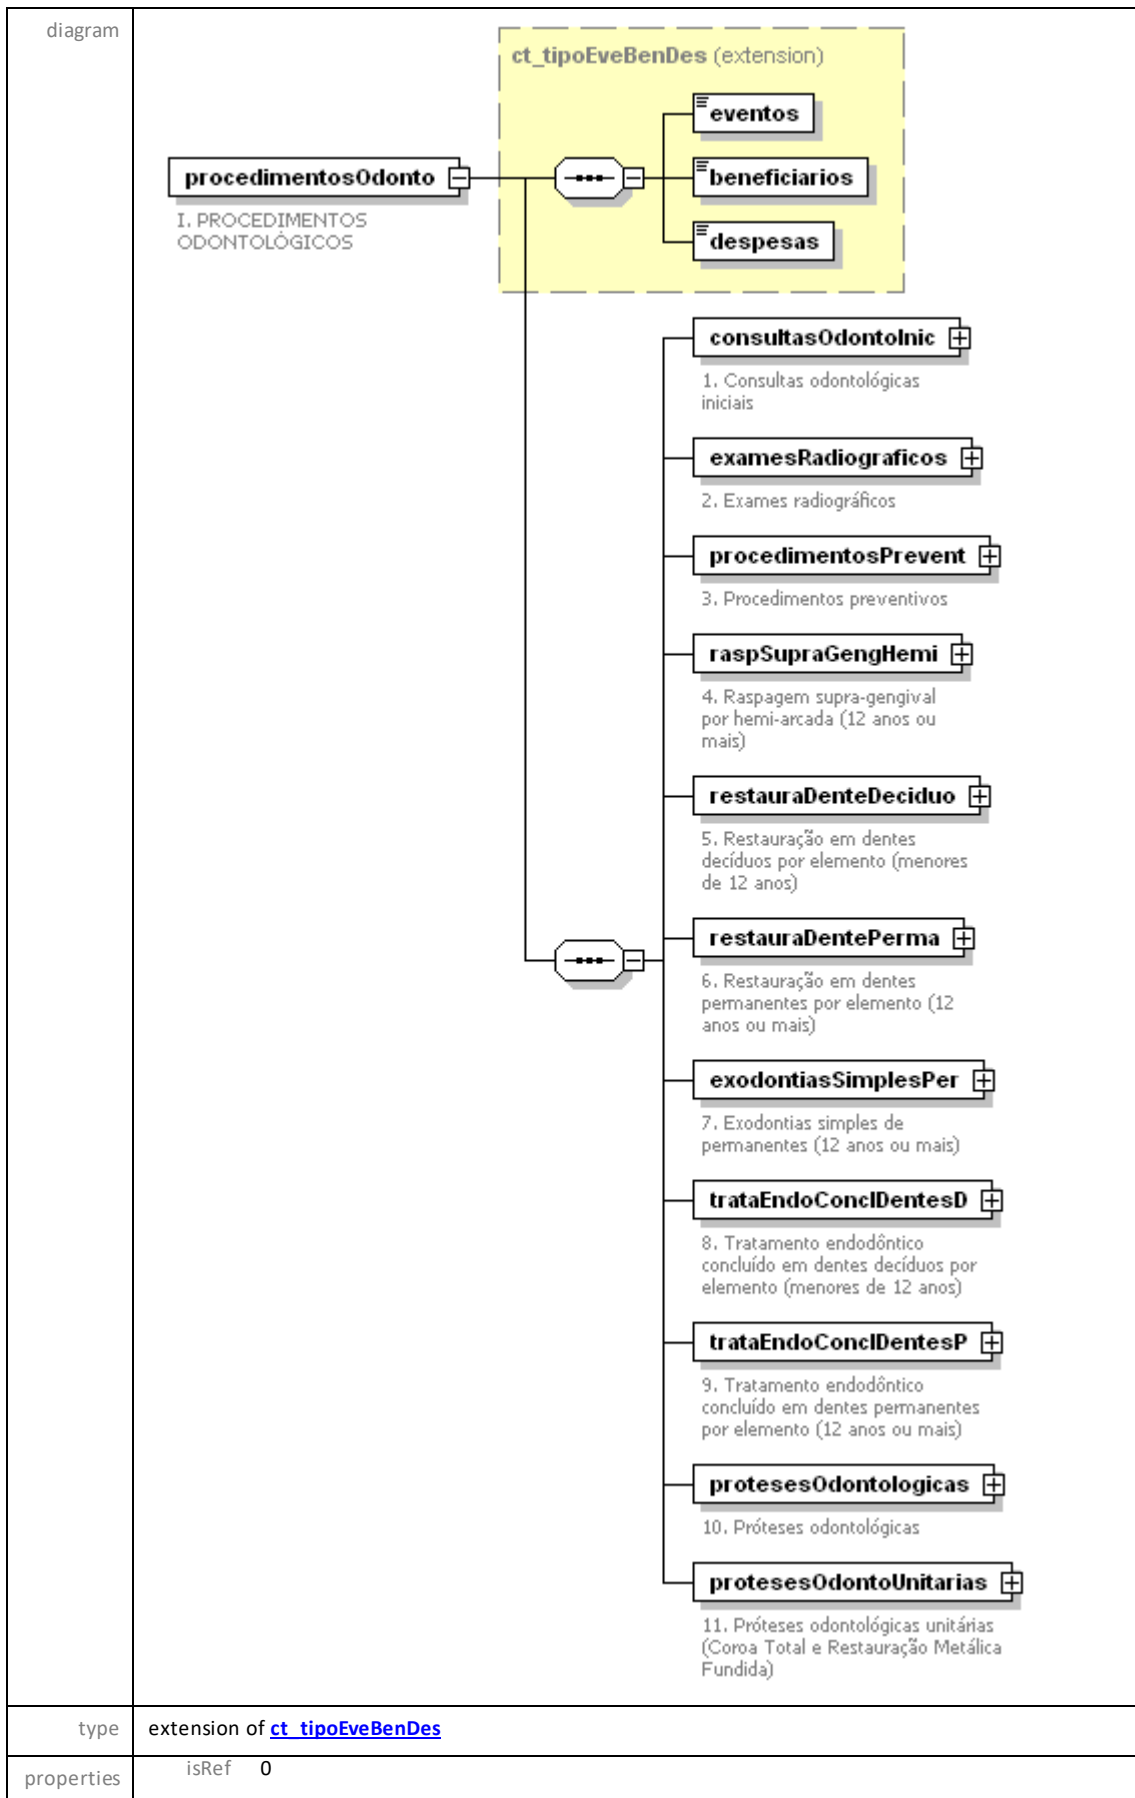 diagram
ct_tipoEveBenDes (extension)
eventos
procedimentosOdonto
beneficiarios
I. PROCEDIMENTOS
ODONTOLÓGICOS
despesas
consultasOdontoInic
1. Consultas odontológicas
iniciais
examesRadiograficos
2. Exames radiográficos
procedimentosPrevent
3. Procedimentos preventivos
raspSupraGengHemi
4. Raspagem supra-gengival
por hemi-arcada (12 anos ou
mais)
restauraDenteDeciduo
5. Restauração em dentes
decíduos por elemento (menores
de 12 anos)
restauraDentePerma
6. Restauração em dentes
permanentes por elemento (12
anos ou mais)
exodontiasSimplesPer
7. Exodontias simples de
permanentes (12 anos ou mais)
trataEndoConclDentesD
8. Tratamento endodôntico
concluído em dentes decíduos por
elemento (menores de 12 anos)
trataEndoConclDentesP
9. Tratamento endodôntico
concluído em dentes permanentes
por elemento (12 anos ou mais)
protesesOdontologicas
10. Próteses odontológicas
protesesOdontoUnitarias
11. Próteses odontológicas unitárias
(Coroa Total e Restauração Metálica
Fundida)
type extension of ct_tipoEveBenDes
properties isRef 0